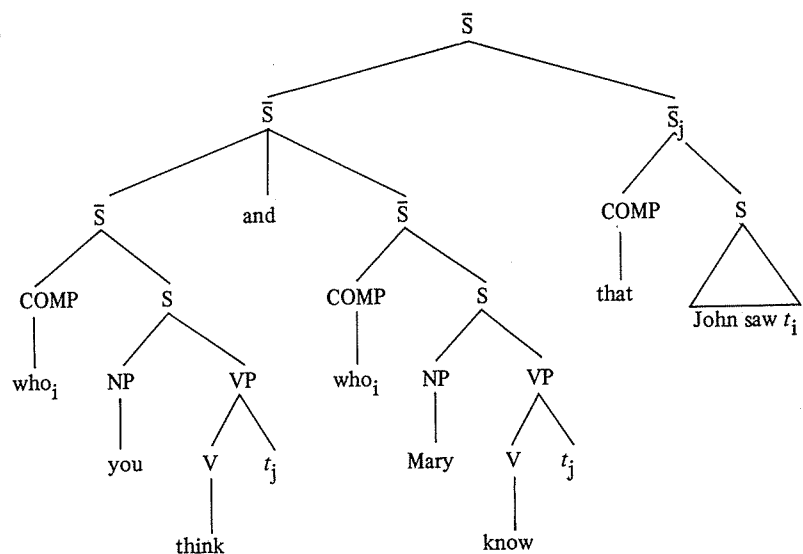 S̄
S̄ S̄j
S̄ and S̄ COMP S
COMP S COMP S that John saw ti
whoi NP VP whoi NP VP
you V tj Mary V tj
think know